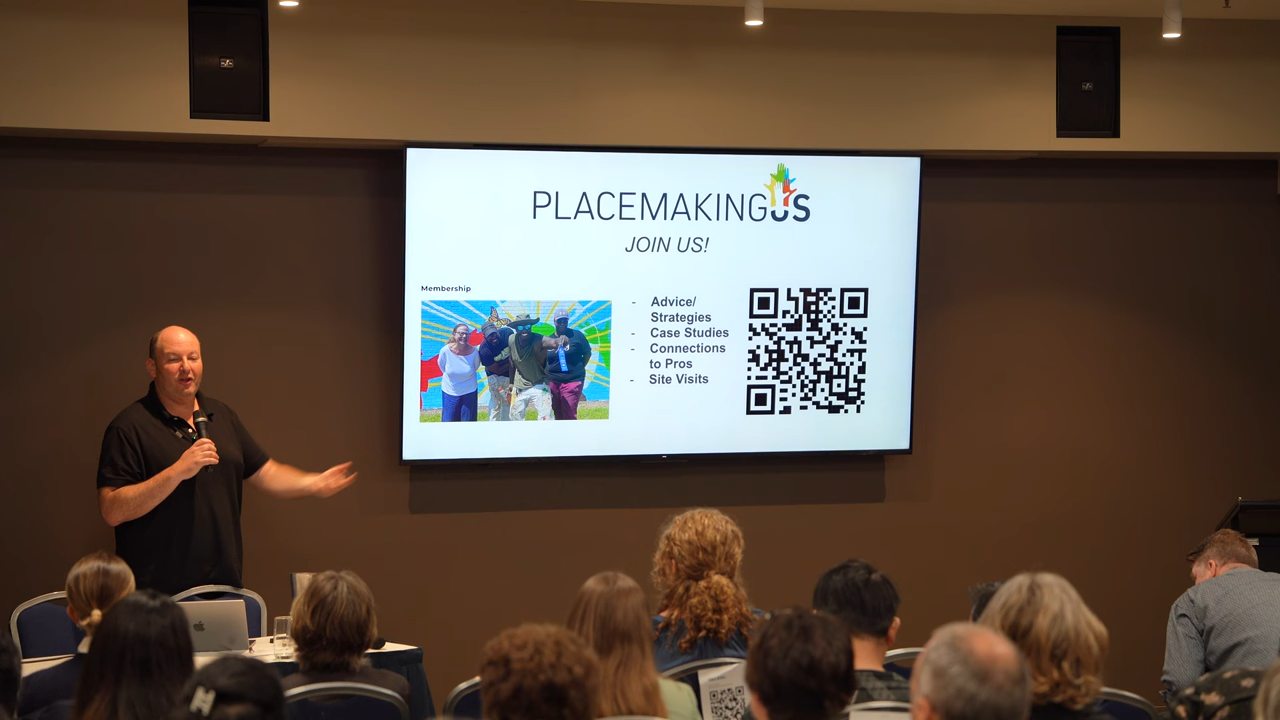 PLACEMAKINGUS
JOIN US!
Membership
- Advice/
Strategies
- Case Studies
- Connections
to Pros
- Site Visits